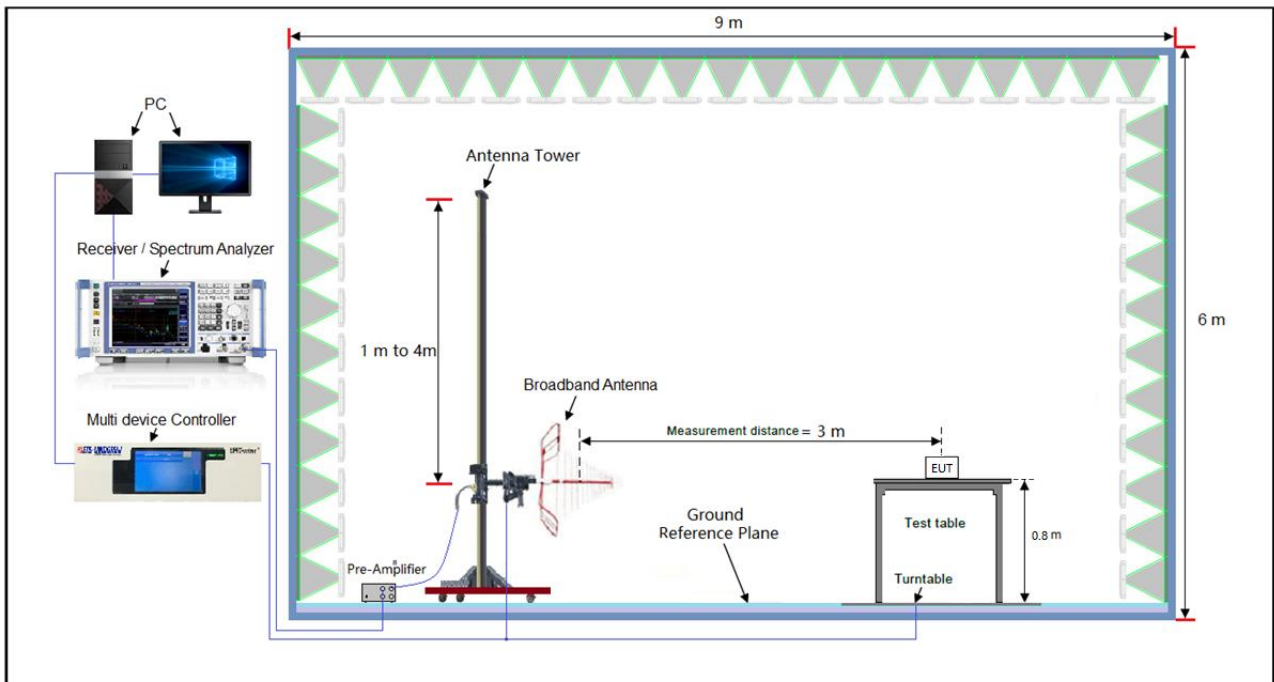 9 m
PC
Antenna Tower
Receiver / Spectrum Analyzer
6 m
1 m to 4m
Broadband Antenna
Multi device Controller
Measurement distance = 3 m
EUT
Ground
Reference Plane
Test table
0.8 m
Pre-Amplifier
Turntable